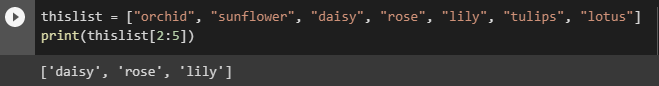 thislist = ["orchid", "sunflower", "daisy", "rose", "lily", "tulips", "lotus"]
print(thislist[2:5])
['daisy', 'rose', 'lily']